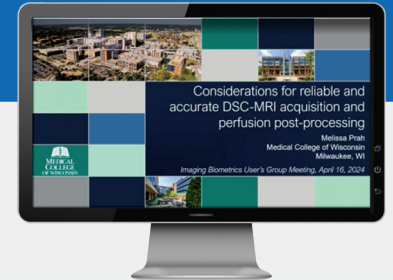 Considerations for reliable and
accurate DSC-MRI acquisition and
perfusion post-processing
Melissa Prah
Medical College of Wisconsin
Milwaukee, WI
Imaging Biometrics User's Group Meeting, April 16, 2024
MEDICAL
COLLEGE
OF WISCONSIN